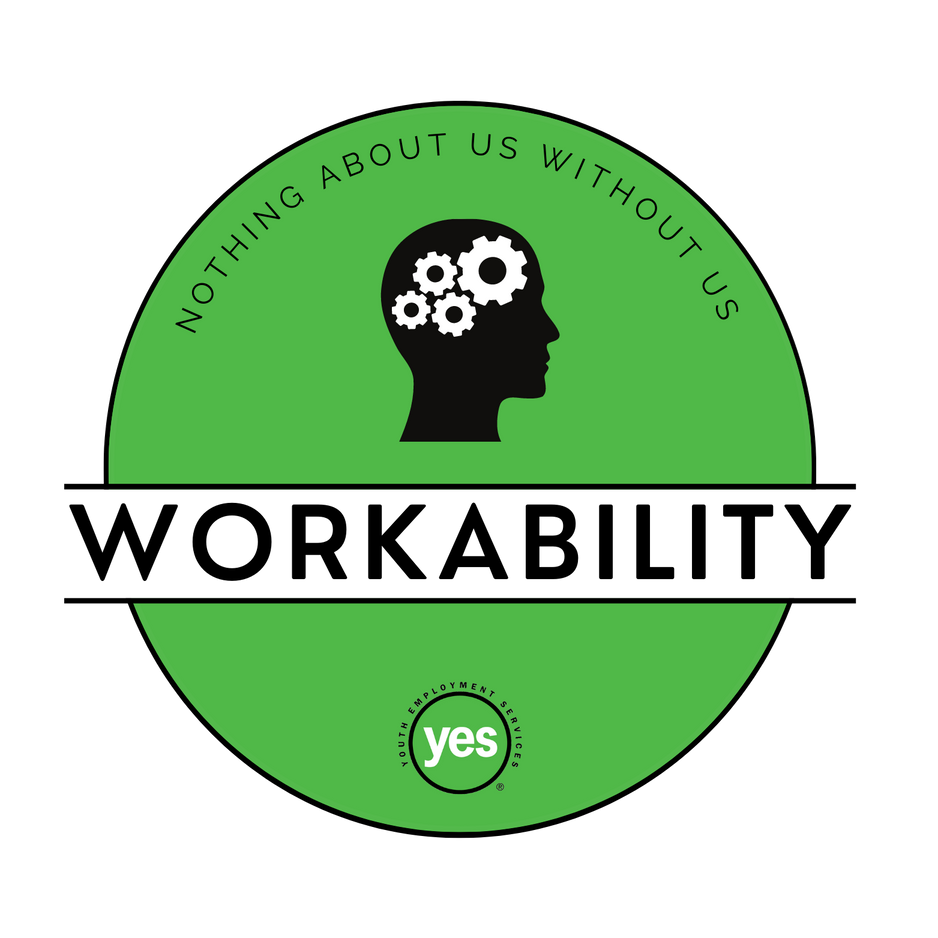 NOTHING ABOUT US WITHOUT US
WORKABILITY
YOUTH EMPLOYMENT SERVICES
yes
®